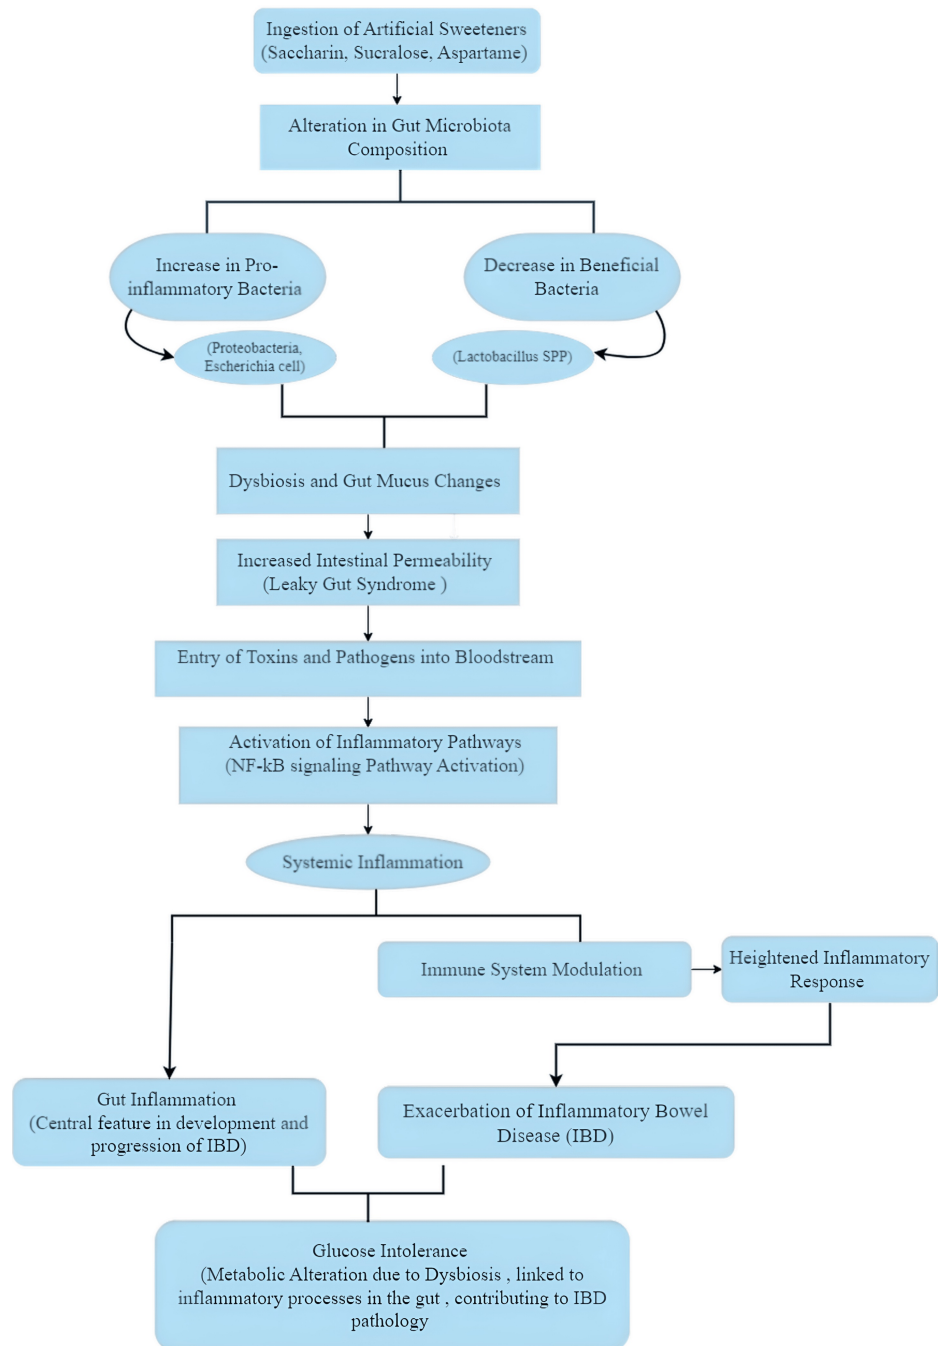 Ingestion of Artificial Sweeteners
(Saccharin, Sucralose, Aspartame)
Alteration in Gut Microbiota
Composition
Increase in Pro-
inflammatory Bacteria
Decrease in Beneficial
Bacteria
(Proteobacteria,
Escherichia cell)
(Lactobacillus SPP)
Dysbiosis and Gut Mucus Changes
Increased Intestinal Permeability
(Leaky Gut Syndrome )
Entry of Toxins and Pathogens into Bloodstream
Activation of Inflammatory Pathways
(NF-kB signaling Pathway Activation)
Systemic Inflammation
Immune System Modulation
Heightened Inflammatory
Response
Gut Inflammation
(Central feature in development and
progression of IBD)
Exacerbation of Inflammatory Bowel
Disease (IBD)
Glucose Intolerance
(Metabolic Alteration due to Dysbiosis , linked to
inflammatory processes in the gut , contributing to IBD
pathology